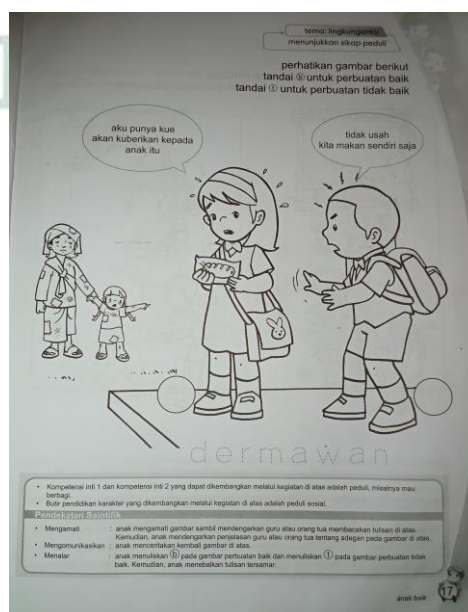 tema: lingkunganku
menunjukkan sikap peduli
perhatikan gambar berikut
tandai ⓑ untuk perbuatan baik
tandai ⓣ untuk perbuatan tidak baik
aku punya kue
akan kuberikan kepada
anak itu
tidak usah
kita makan sendiri saja
dermawan
• Kompetensi inti 1 dan kompetensi inti 2 yang dapat dikembangkan melalui kegiatan di atas adalah peduli, misalnya mau
berbagi.
• Butir pendidikan karakter yang dikembangkan melalui kegiatan di atas adalah peduli sosial.
Pendekatan Saintifik
• Mengamati : anak mengamati gambar sambil mendengarkan guru atau orang tua membacakan tulisan di atas.
Kemudian, anak mendengarkan penjelasan guru atau orang tua tentang adegan pada gambar di atas.
• Mengomunikasikan : anak menceritakan kembali gambar di atas.
• Menalar : anak menuliskan ⓑ pada gambar perbuatan baik dan menuliskan ⓣ pada gambar perbuatan tidak
baik. Kemudian, anak menebalkan tulisan tersamar.
anak baik 17